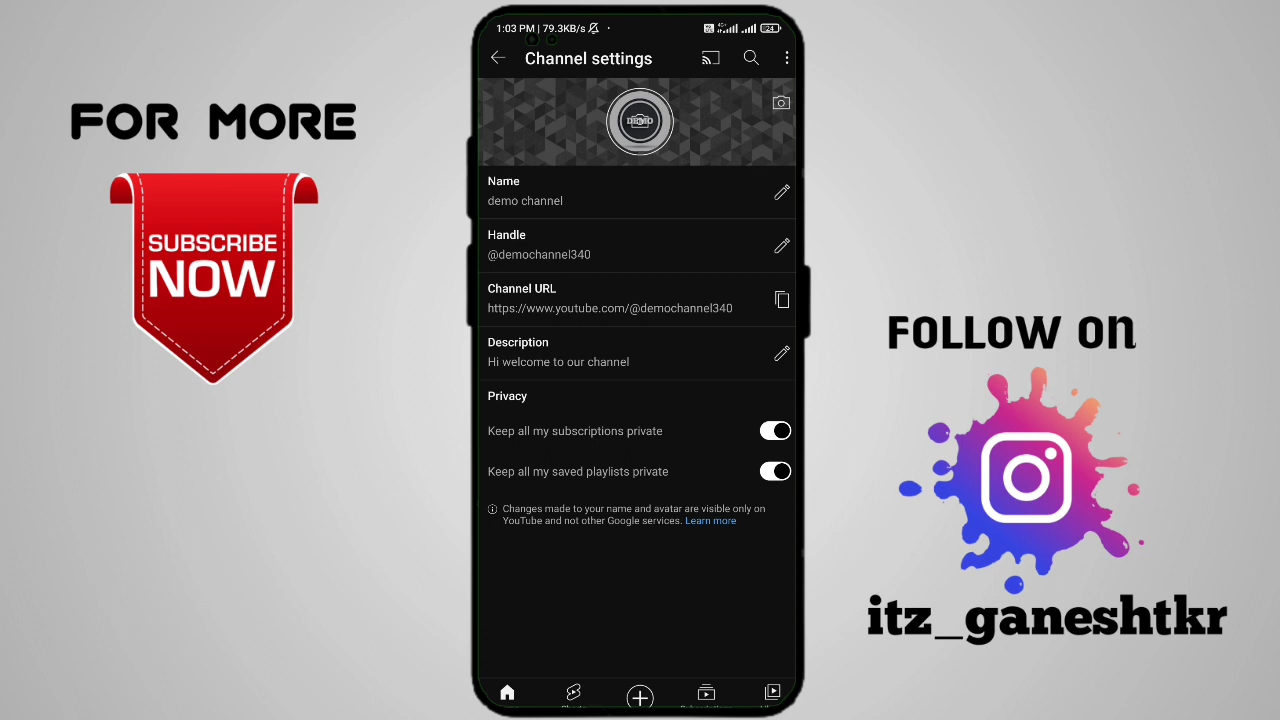 FOR MORE
SUBSCRIBE
NOW
1:03 PM | 79.3KB/s
4G+
24
Channel settings
DEMO
Name
demo channel
Handle
@demochannel340
Channel URL
https://www.youtube.com/@demochannel340
Description
Hi welcome to our channel
Privacy
Keep all my subscriptions private
Keep all my saved playlists private
Changes made to your name and avatar are visible only on
YouTube and not other Google services. Learn more
FOLLOW ON
itz_ganeshtkr